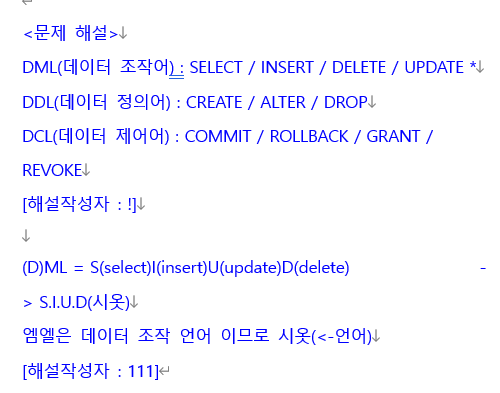 <문제 해설>↓
DML(데이터 조작어) : SELECT / INSERT / DELETE / UPDATE *
DDL(데이터 정의어) : CREATE / ALTER / DROP↓
DCL(데이터 제어어) : COMMIT / ROLLBACK / GRANT /
REVOKE↓
[해설작성자 : !]↓
↓
(D)ML = S(select)I(insert)U(update)D(delete) -
> S.I.U.D(시옷)↓
엠엘은 데이터 조작 언어 이므로 시옷(<-언어)↓
[해설작성자 : 111]↵